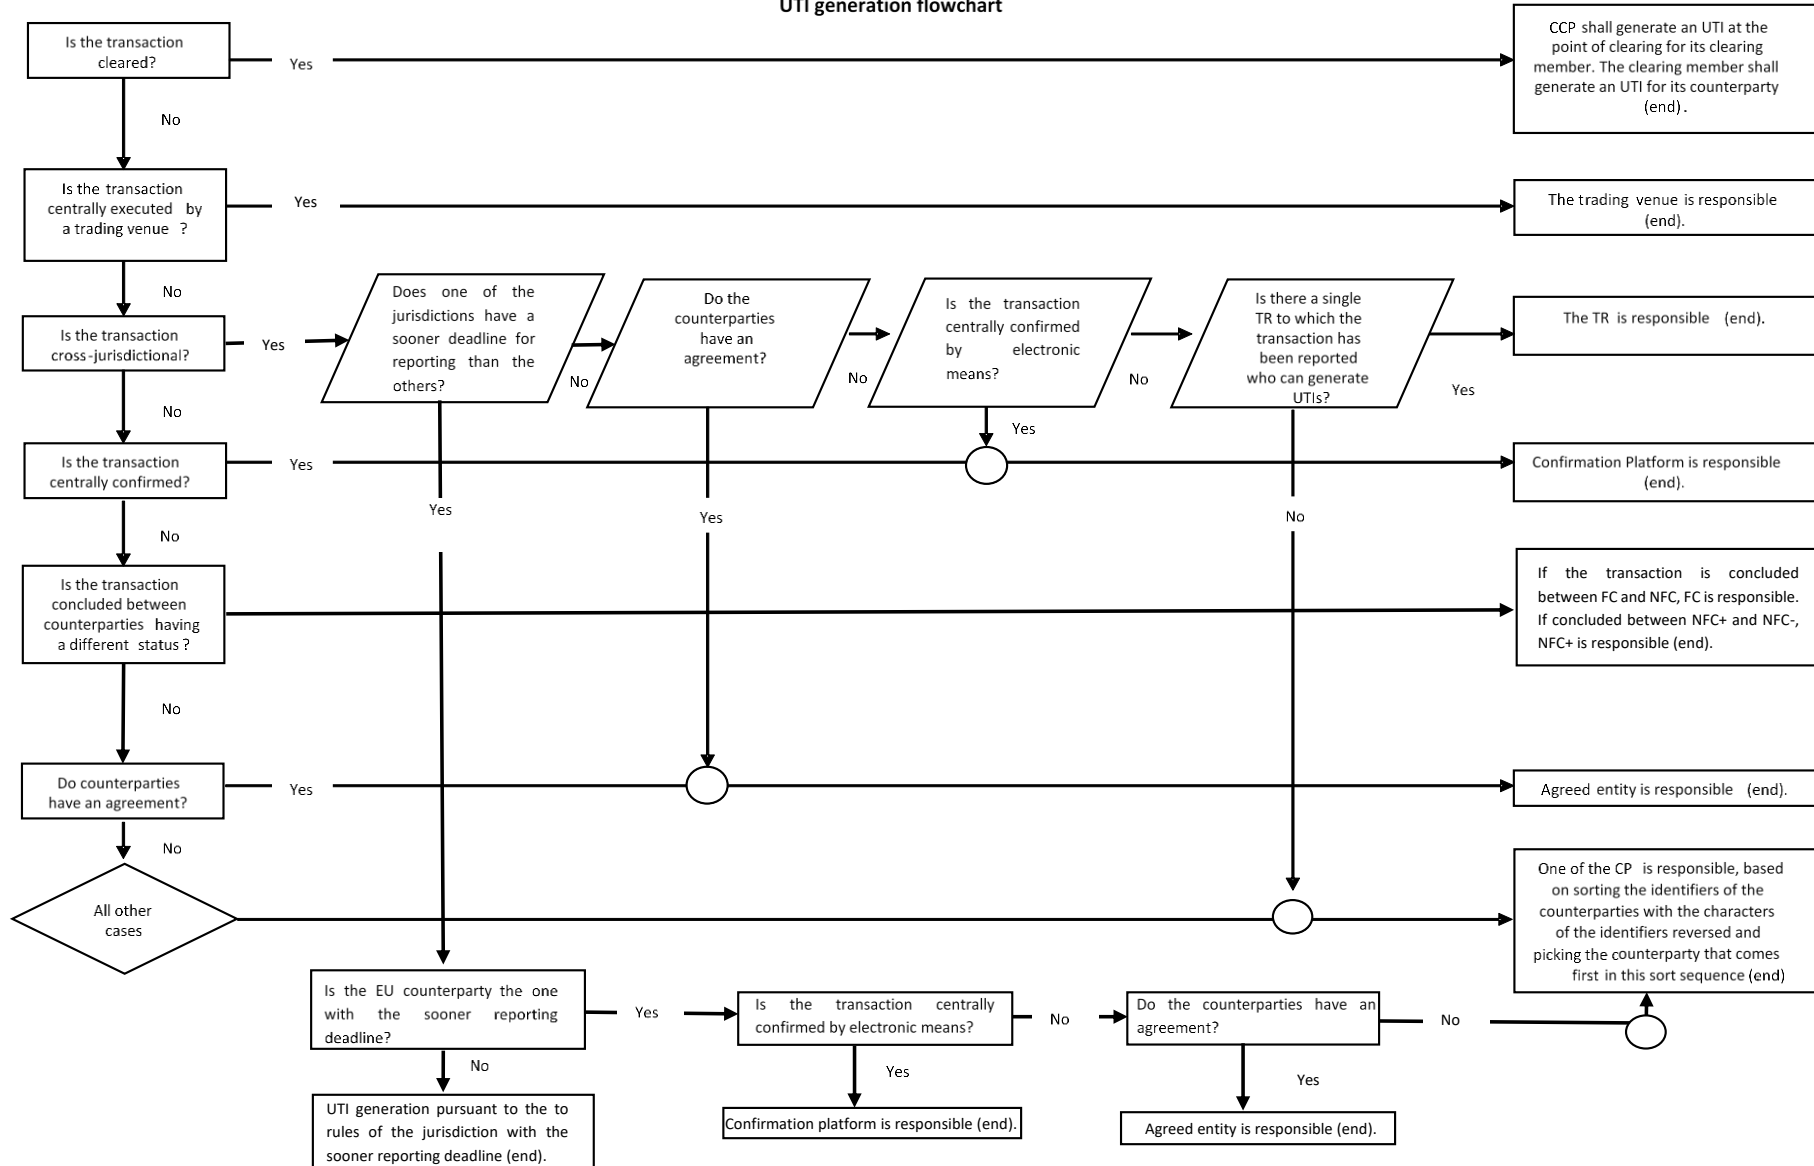 UTI generation flowchart
Is the transaction
cleared?
Yes
CCP shall generate an UTI at the
point of clearing for its clearing
member. The clearing member shall
generate an UTI for its counterparty
(end).
No
Is the transaction
centrally executed by
a trading venue ?
Yes
The trading venue is responsible
(end).
No
Is the transaction
cross-jurisdictional?
Yes
Does one of the
jurisdictions have a
sooner deadline for
reporting than the
others?
No
Do the
counterparties
have an
agreement?
No
Is the transaction
centrally confirmed
by electronic
means?
No
Is there a single
TR to which the
transaction has
been reported
who can generate
UTIs?
Yes
The TR is responsible (end).
No
Yes
Is the transaction
centrally confirmed?
Yes
Confirmation Platform is responsible
(end).
Yes
Yes
No
No
Is the transaction
concluded between
counterparties having
a different status?
If the transaction is concluded
between FC and NFC, FC is responsible.
If concluded between NFC+ and NFC-,
NFC+ is responsible (end).
No
Do counterparties
have an agreement?
Yes
Agreed entity is responsible (end).
No
All other
cases
One of the CP is responsible, based
on sorting the identifiers of the
counterparties with the characters
of the identifiers reversed and
picking the counterparty that comes
first in this sort sequence (end)
Is the EU counterparty the one
with the sooner reporting
deadline?
Yes
Is the transaction centrally
confirmed by electronic means?
No
Do the counterparties have an
agreement?
No
No
Yes
Yes
UTI generation pursuant to the to
rules of the jurisdiction with the
sooner reporting deadline (end).
Confirmation platform is responsible (end).
Agreed entity is responsible (end).